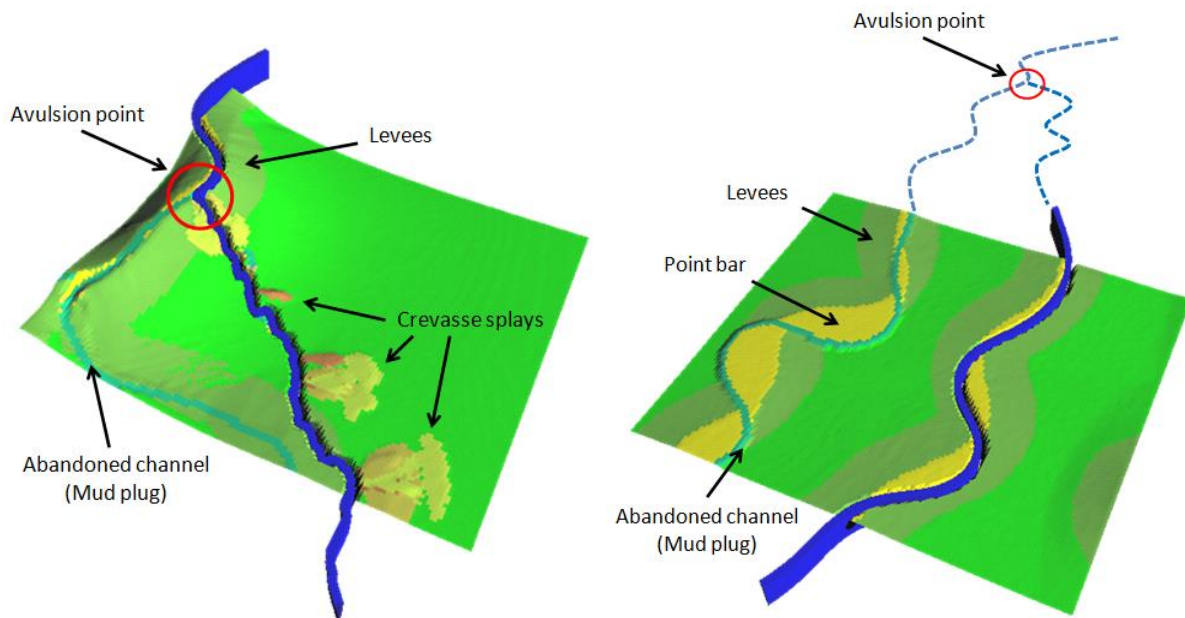 Avulsion point
Levees
Crevasse splays
Abandoned channel
(Mud plug)
Avulsion point
Levees
Point bar
Abandoned channel
(Mud plug)